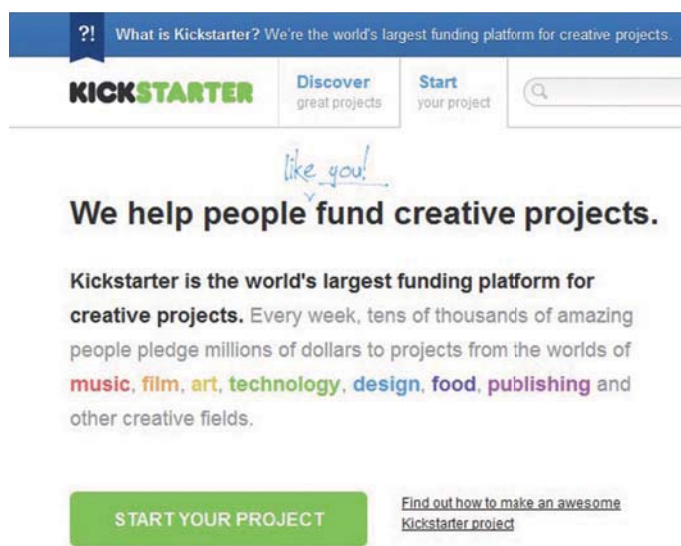 ?! What is Kickstarter? We're the world's largest funding platform for creative projects.
KICKSTARTER
Discover
great projects
Start
your project
like you!
We help people fund creative projects.
Kickstarter is the world's largest funding platform for
creative projects. Every week, tens of thousands of amazing
people pledge millions of dollars to projects from the worlds of
music, film, art, technology, design, food, publishing and
other creative fields.
START YOUR PROJECT
Find out how to make an awesome
Kickstarter project